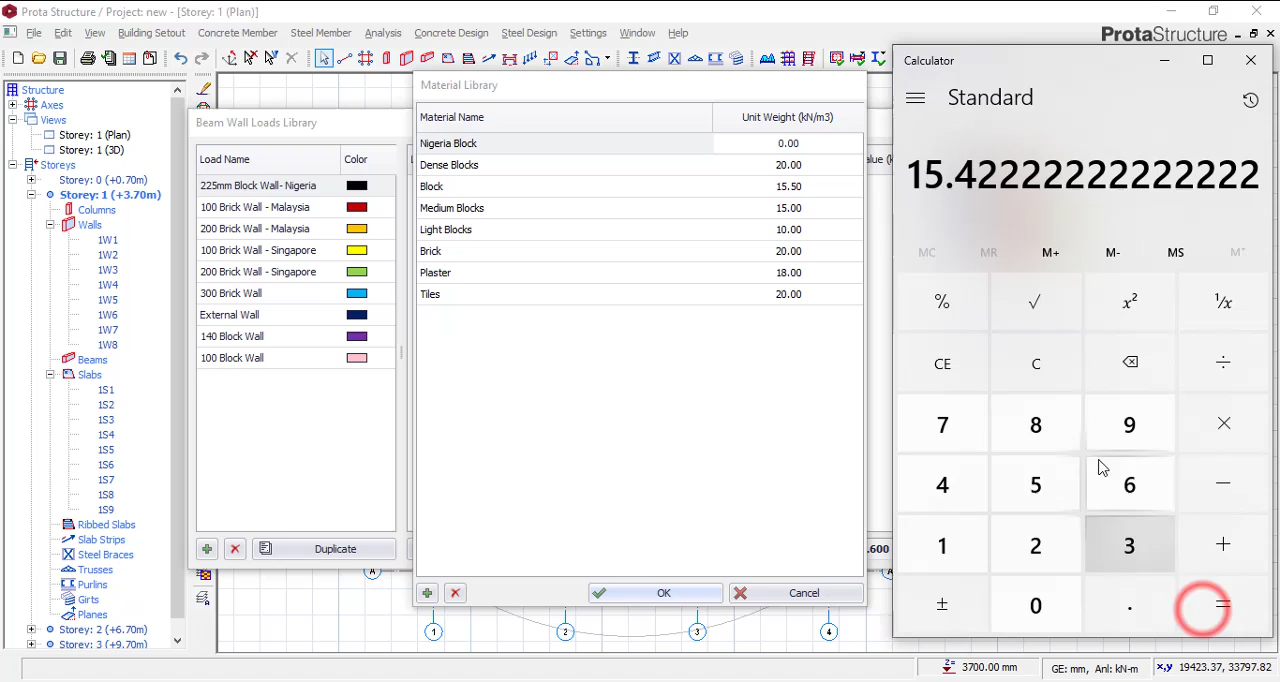 Prota Structure / Project: new - [Storey: 1 (Plan)]
File Edit View Building Setout Concrete Member Steel Member Analysis Concrete Design Steel Design Settings Window Help
ProtaStructure
Structure
Axes
Views
Storey: 1 (Plan)
Storey: 1 (3D)
Storeys
Storey: 0 (+0.70m)
Storey: 1 (+3.70m)
Columns
Walls
1W1
1W2
1W3
1W4
1W5
1W6
1W7
1W8
Beams
Slabs
1S1
1S2
1S3
1S4
1S5
1S6
1S7
1S8
1S9
Ribbed Slabs
Slab Strips
Steel Braces
Trusses
Purlins
Girts
Planes
Storey: 2 (+6.70m)
Storey: 3 (+9.70m)
Beam Wall Loads Library
Load Name Color
225mm Block Wall- Nigeria
100 Brick Wall - Malaysia
200 Brick Wall - Malaysia
100 Brick Wall - Singapore
200 Brick Wall - Singapore
300 Brick Wall
External Wall
140 Block Wall
100 Block Wall
Duplicate
Material Library
Material Name Unit Weight (kN/m3)
Nigeria Block 0.00
Dense Blocks 20.00
Block 15.50
Medium Blocks 15.00
Light Blocks 10.00
Brick 20.00
Plaster 18.00
Tiles 20.00
OK Cancel
.600
A
1 2 3 4
Calculator
Standard
15.42222222222222
MC MR M+ M- MS M˅
% √ x² ¹/x
CE C ÷
7 8 9 ×
4 5 6 −
1 2 3 +
± 0 . =
3700.00 mm GE: mm, Anl: kN-m x,y 19423.37, 33797.82